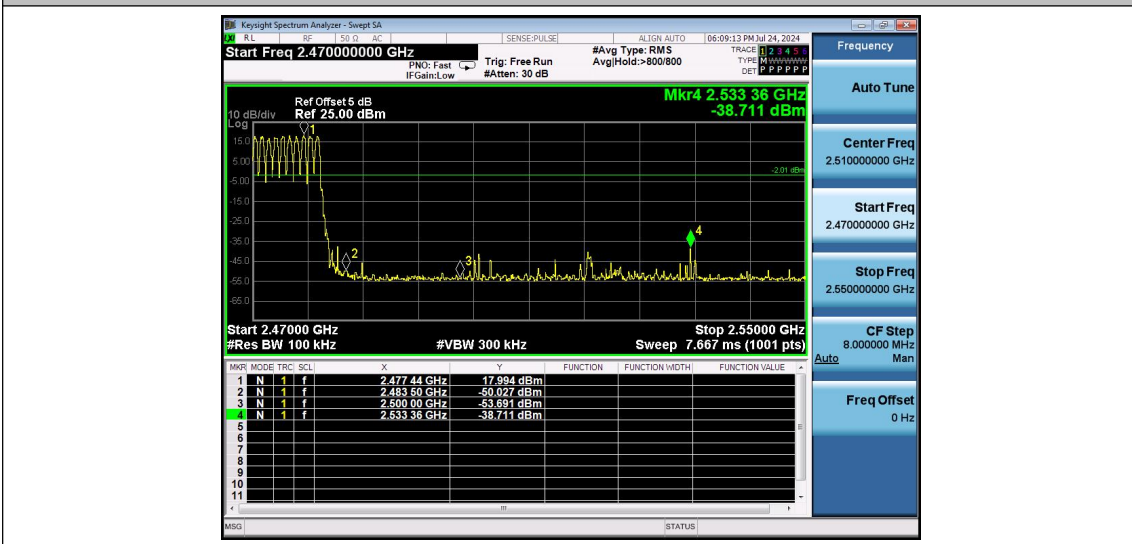 Keysight Spectrum Analyzer - Swept SA
LXI RL RF 50 Ω AC SENSE:PULSE ALIGN AUTO 06:09:13 PM Jul 24, 2024
Start Freq 2.470000000 GHz
PNO: Fast
IFGain:Low
Trig: Free Run
#Atten: 30 dB
#Avg Type: RMS
Avg|Hold:>800/800
TRACE 1 2 3 4 5 6
TYPE M WWWWW
DET P P P P P P
Frequency
Auto Tune
Center Freq
2.510000000 GHz
Start Freq
2.470000000 GHz
Stop Freq
2.550000000 GHz
CF Step
8.000000 MHz
Auto Man
Freq Offset
0 Hz
Mkr4 2.533 36 GHz
-38.711 dBm
Ref Offset 5 dB
10 dB/div Ref 25.00 dBm
Log
1
15.0
5.00
-2.01 dBm
-5.00
-15.0
-25.0
4
-35.0
2
-45.0
3
-55.0
-65.0
Start 2.47000 GHz Stop 2.55000 GHz
#Res BW 100 kHz #VBW 300 kHz Sweep 7.667 ms (1001 pts)
MKR MODE TRC SCL X Y FUNCTION FUNCTION WIDTH FUNCTION VALUE
1 N 1 f 2.477 44 GHz 17.994 dBm
2 N 1 f 2.483 50 GHz -50.027 dBm
3 N 1 f 2.500 00 GHz -53.691 dBm
4 N 1 f 2.533 36 GHz -38.711 dBm
5
6
7
8
9
10
11
MSG STATUS